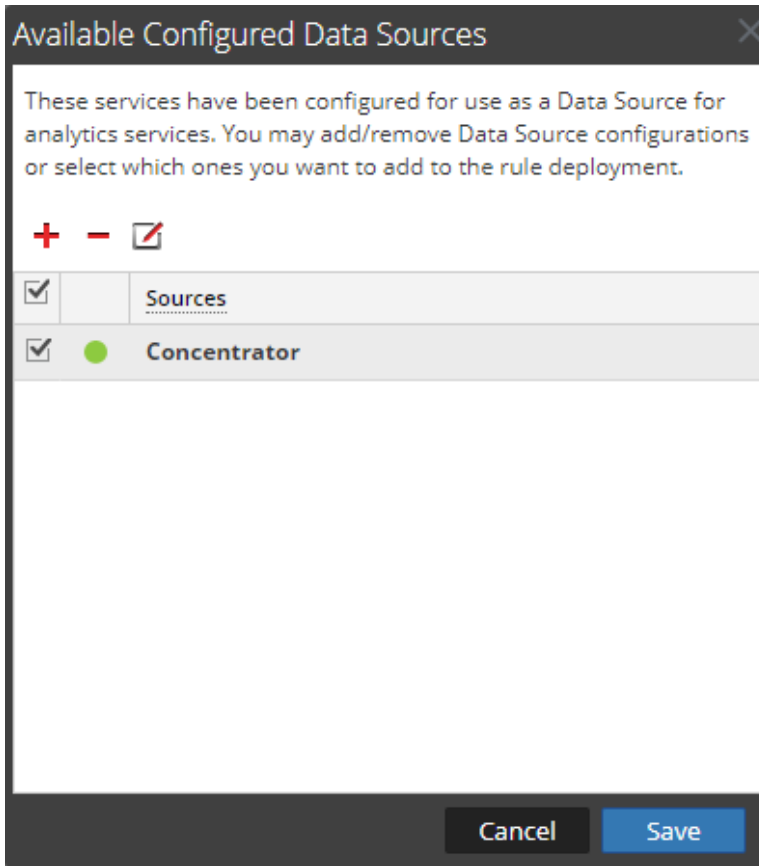 Available Configured Data Sources
These services have been configured for use as a Data Source for
analytics services. You may add/remove Data Source configurations
or select which ones you want to add to the rule deployment.
Sources
Concentrator
Cancel
Save